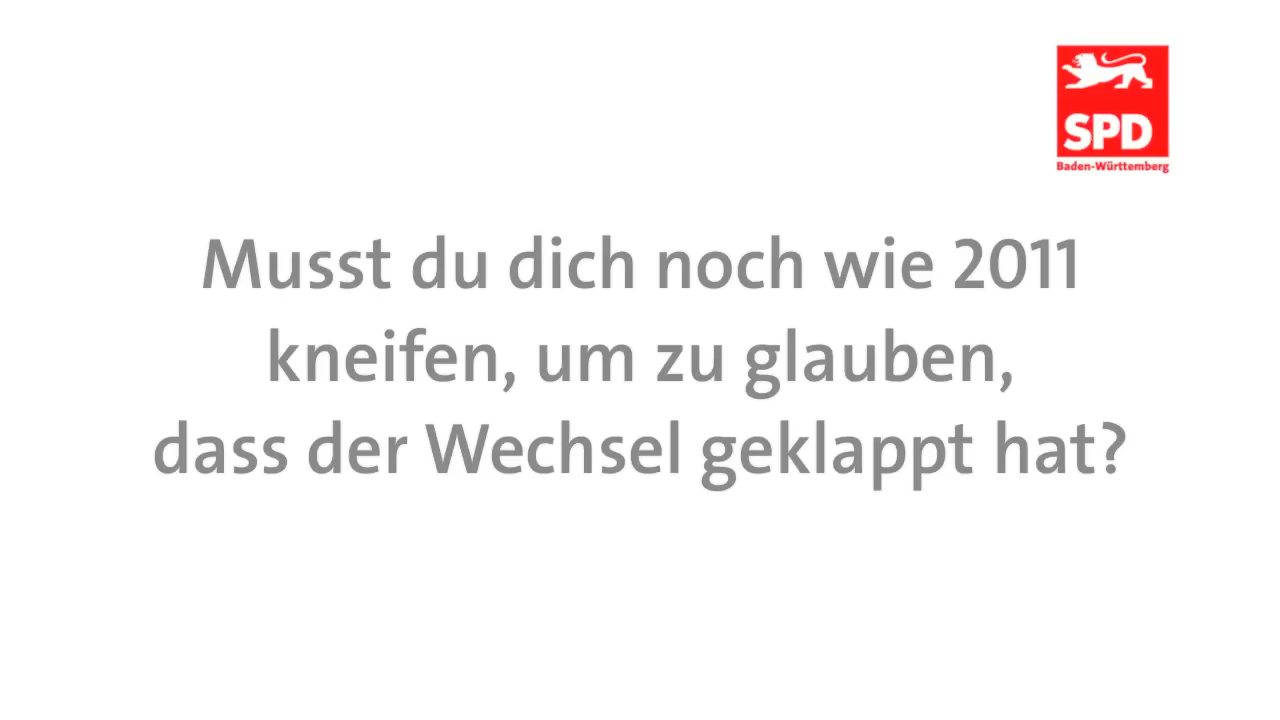 SPD
Baden-Württemberg
Musst du dich noch wie 2011
kneifen, um zu glauben,
dass der Wechsel geklappt hat?